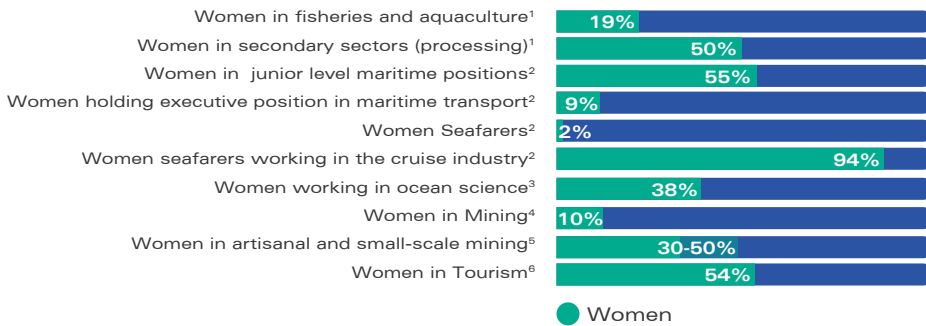 Women in fisheries and aquaculture¹ 19%
Women in secondary sectors (processing)¹ 50%
Women in junior level maritime positions² 55%
Women holding executive position in maritime transport² 9%
Women Seafarers² 2%
Women seafarers working in the cruise industry² 94%
Women working in ocean science³ 38%
Women in Mining⁴ 10%
Women in artisanal and small-scale mining⁵ 30-50%
Women in Tourism⁶ 54%
Women